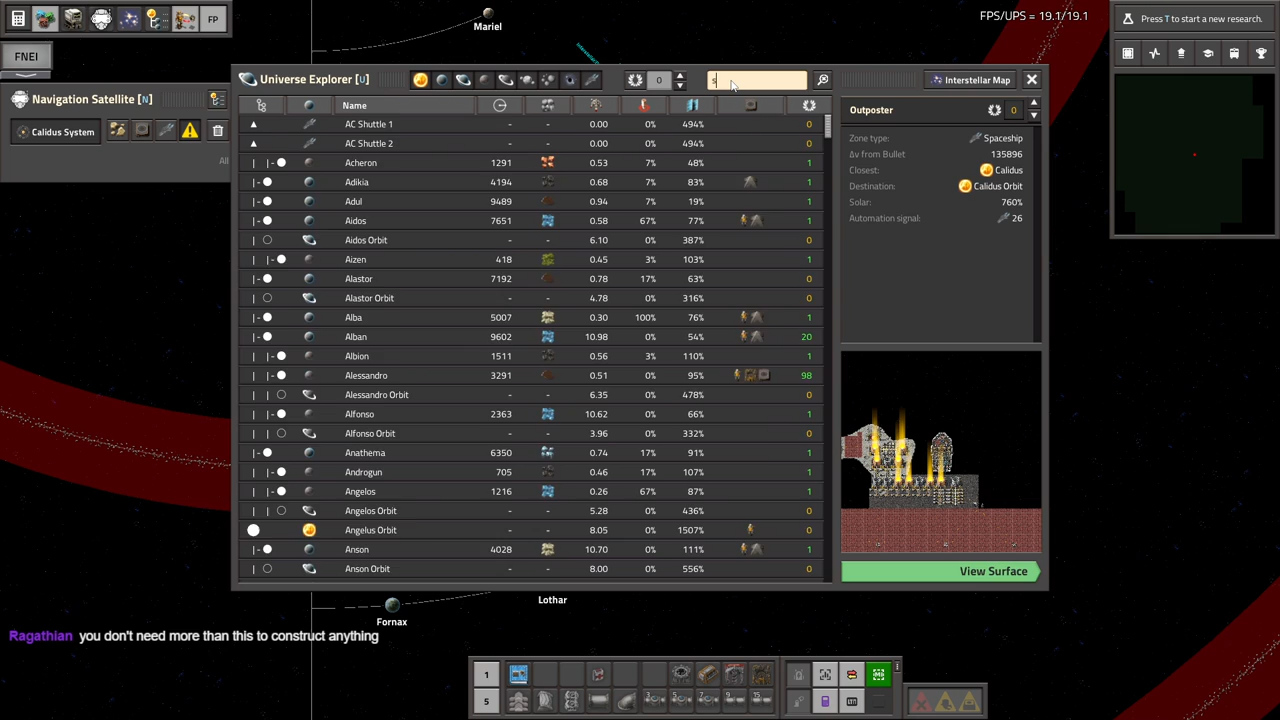 Mariel
FPS/UPS = 19.1/19.1
Press T to start a new research.
FP
FNEI
Navigation Satellite [N]
Calidus System
All
Universe Explorer [U]
0
s
Interstellar Map
Name
AC Shuttle 1 - - 0.00 0% 494% 0
AC Shuttle 2 - - 0.00 0% 494% 0
Acheron 1291 0.53 7% 48% 1
Adikia 4194 0.68 7% 83% 1
Adul 9489 0.94 7% 19% 1
Aidos 7651 0.58 67% 77% 1
Aidos Orbit - - 6.10 0% 387% 0
Aizen 418 0.45 3% 103% 1
Alastor 7192 0.78 17% 63% 0
Alastor Orbit - - 4.78 0% 316% 0
Alba 5007 0.30 100% 76% 1
Alban 9602 10.98 0% 54% 20
Albion 1511 0.56 3% 110% 1
Alessandro 3291 0.51 0% 95% 98
Alessandro Orbit - - 6.35 0% 478% 0
Alfonso 2363 10.62 0% 66% 1
Alfonso Orbit - - 3.96 0% 332% 0
Anathema 6350 0.74 17% 91% 1
Androgun 705 0.46 17% 107% 1
Angelos 1216 0.26 67% 87% 1
Angelos Orbit - - 5.28 0% 436% 0
Angelus Orbit - - 8.05 0% 1507% 0
Anson 4028 10.70 0% 111% 1
Anson Orbit - - 8.00 0% 556% 0
Outposter 0
Zone type: Spaceship
Δv from Bullet 135896
Closest: Calidus
Destination: Calidus Orbit
Solar: 760%
Automation signal: 26
View Surface
Lothar
Fornax
Ragathian you don't need more than this to construct anything
1
5
3 5 7 9 15